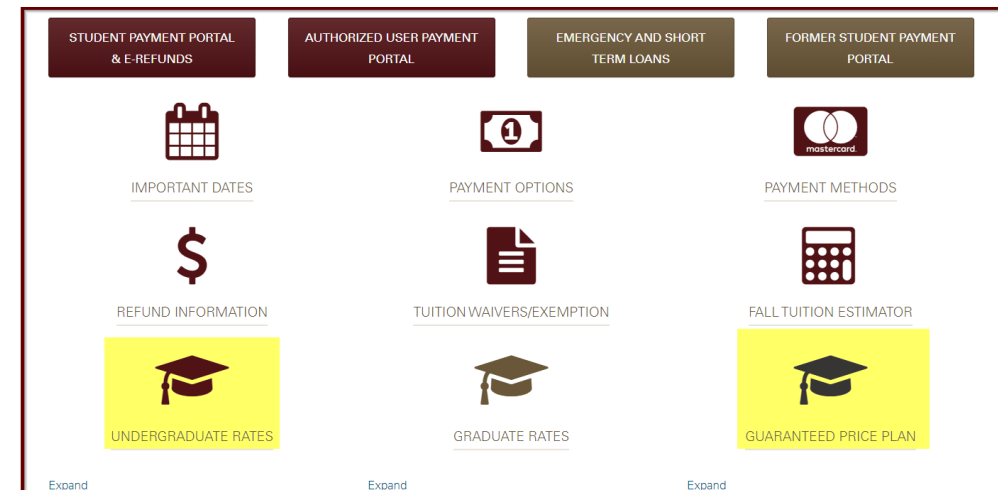 STUDENT PAYMENT PORTAL
& E-REFUNDS
AUTHORIZED USER PAYMENT
PORTAL
EMERGENCY AND SHORT
TERM LOANS
FORMER STUDENT PAYMENT
PORTAL
1
mastercard.
IMPORTANT DATES
PAYMENT OPTIONS
PAYMENT METHODS
$
REFUND INFORMATION
TUITION WAIVERS/EXEMPTION
FALL TUITION ESTIMATOR
UNDERGRADUATE RATES
GRADUATE RATES
GUARANTEED PRICE PLAN
Expand
Expand
Expand